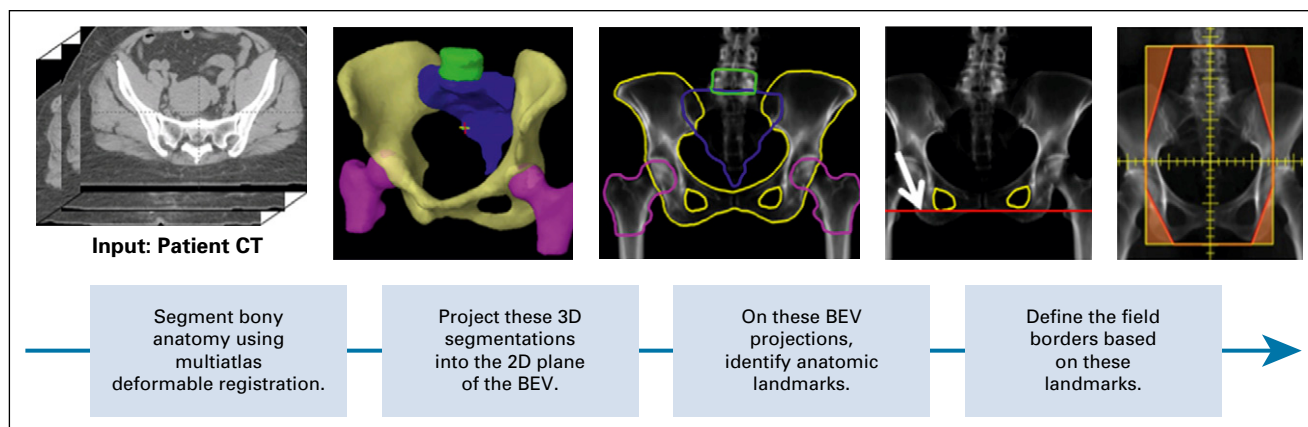 Input: Patient CT
Segment bony
anatomy using
multiatlas
deformable registration.
Project these 3D
segmentations
into the 2D plane
of the BEV.
On these BEV
projections,
identify anatomic
landmarks.
Define the field
borders based
on these
landmarks.